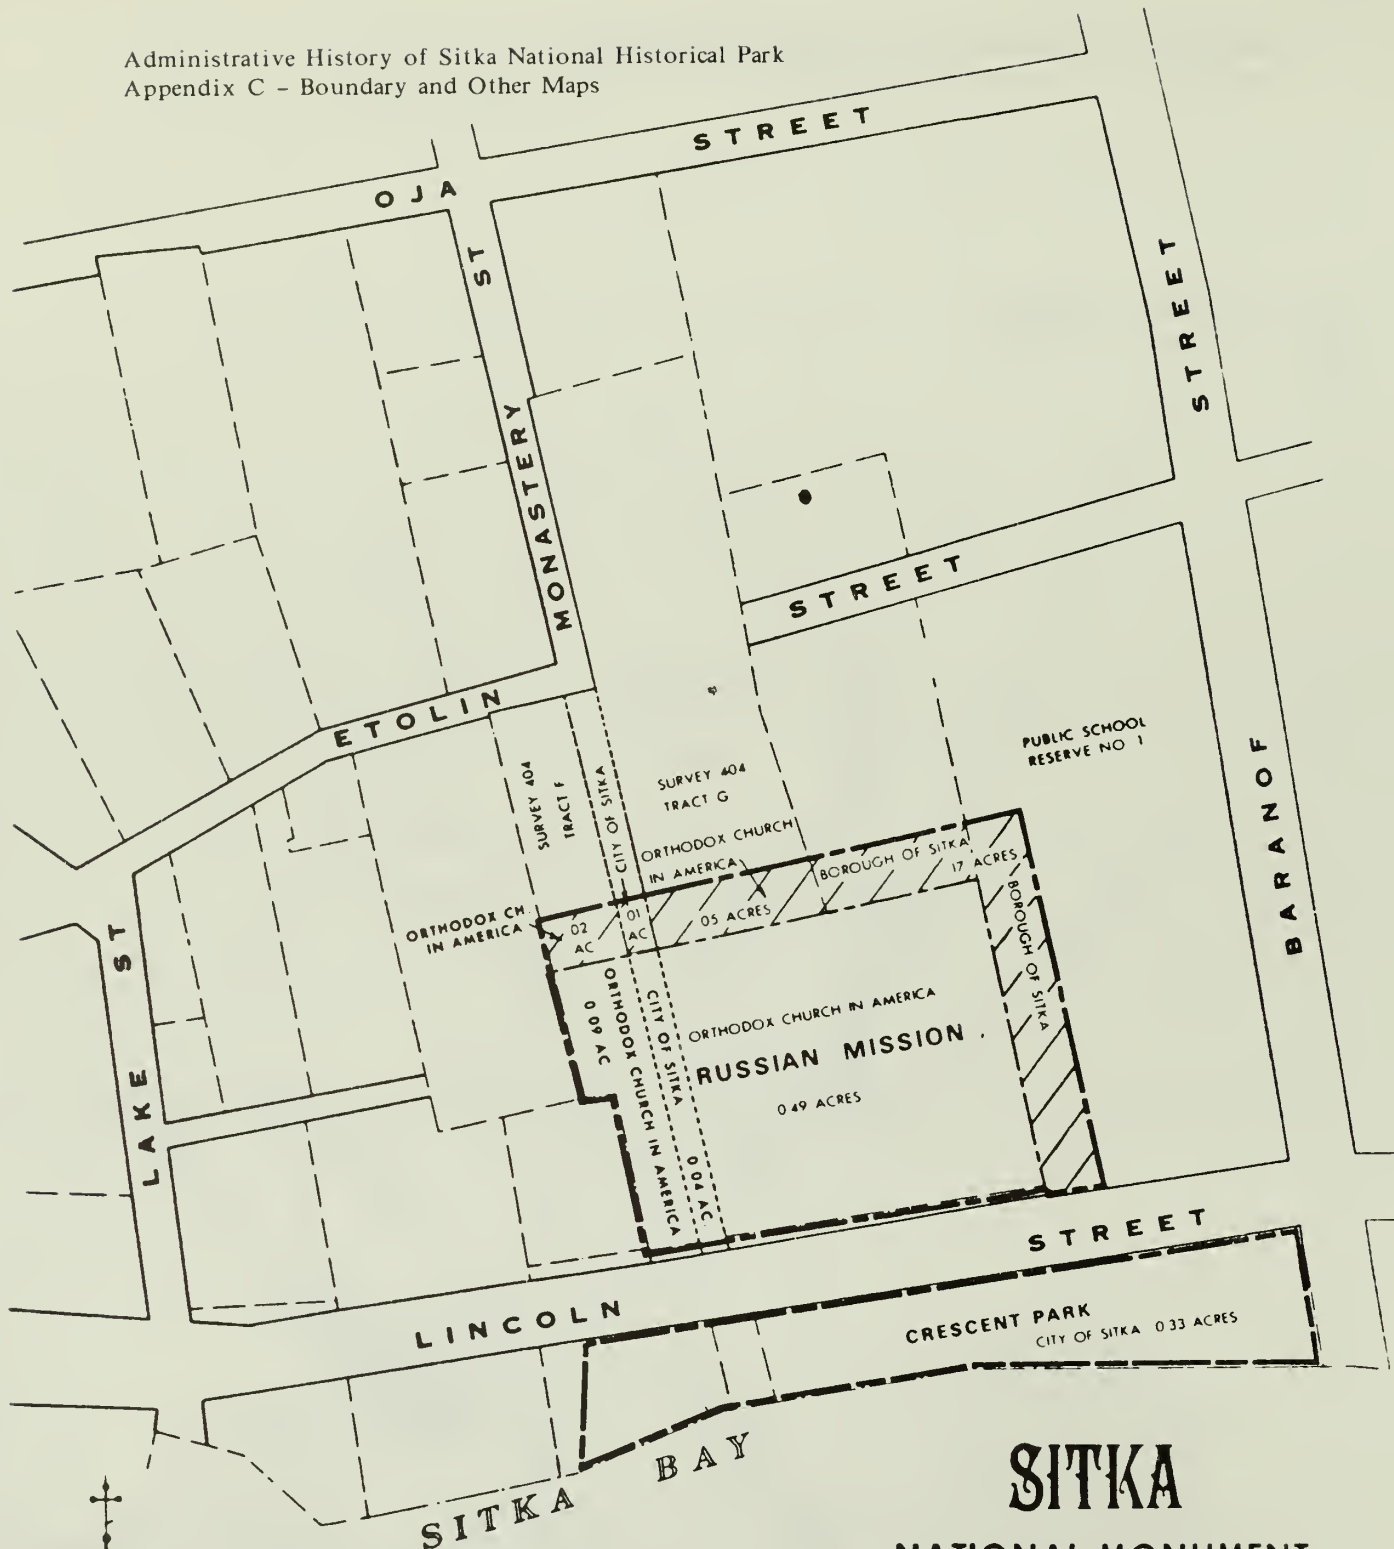 Administrative History of Sitka National Historical Park
Appendix C - Boundary and Other Maps
OJA STREET
MONASTERY ST
STREET
STREET
ETOLIN
PUBLIC SCHOOL
RESERVE NO 1
BARANOF STREET
SURVEY 404
TRACT F
CITY OF SITKA
SURVEY 404
TRACT G
ORTHODOX CHURCH
IN AMERICA
BOROUGH OF SITKA
17 ACRES
ORTHODOX CH.
IN AMERICA
02
AC
01
AC
05 ACRES
BOROUGH OF SITKA
LAKE ST
0 09 AC
ORTHODOX CHURCH IN AMERICA
CITY OF SITKA
0 04 AC.
ORTHODOX CHURCH IN AMERICA
RUSSIAN MISSION
0 49 ACRES
LINCOLN STREET
CRESCENT PARK
CITY OF SITKA 0 33 ACRES
SITKA BAY
SITKA
NATIONAL MONUMENT